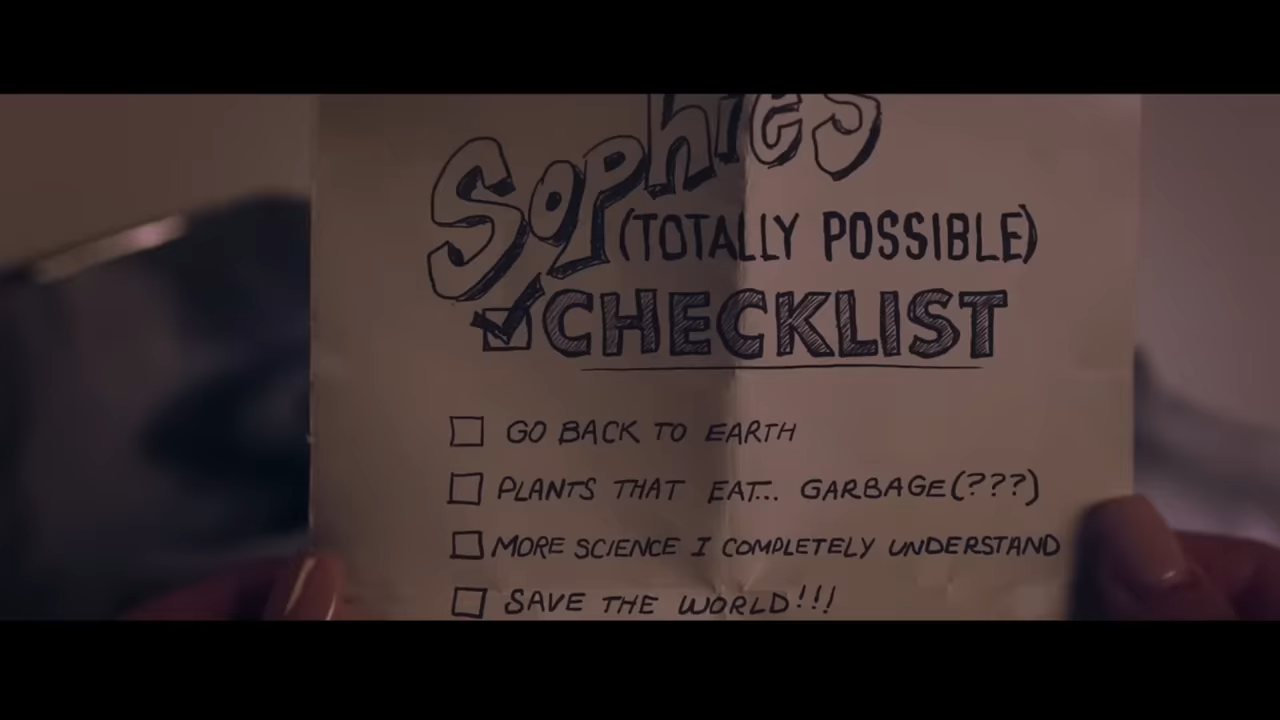 Sophie's
(TOTALLY POSSIBLE)
CHECKLIST
GO BACK TO EARTH
PLANTS THAT EAT... GARBAGE(???)
MORE SCIENCE I COMPLETELY UNDERSTAND
SAVE THE WORLD!!!